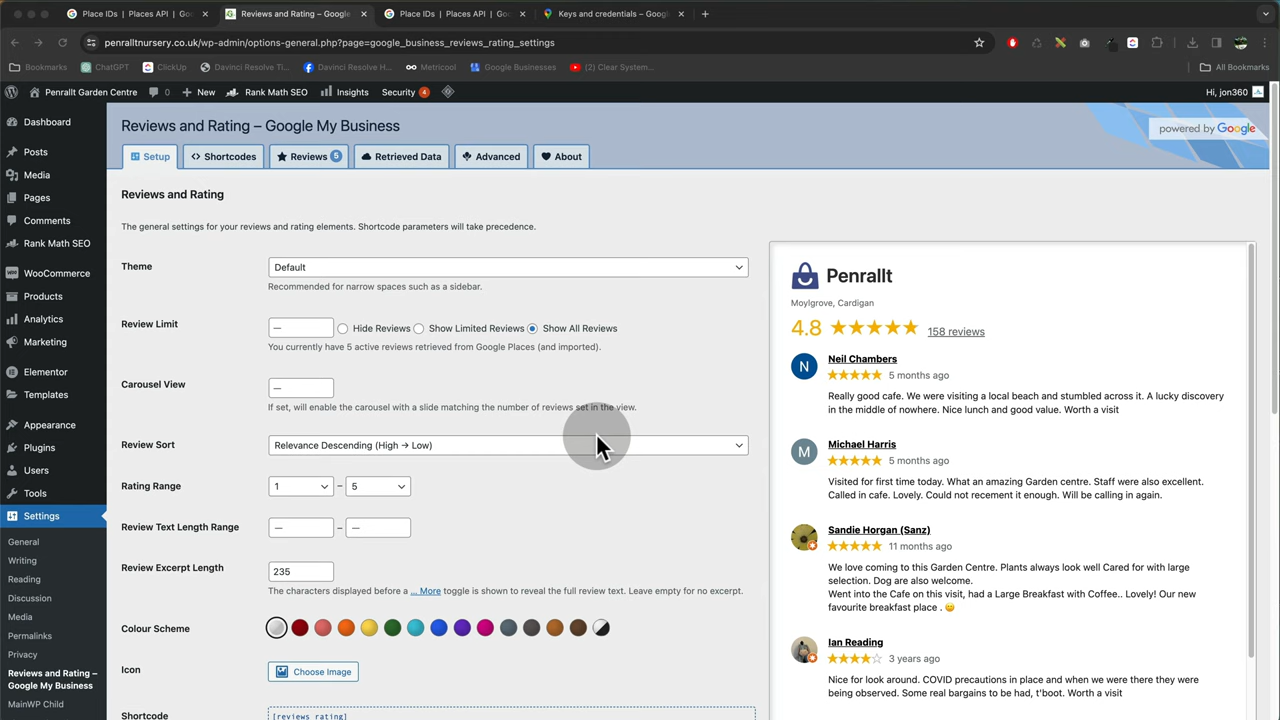 Place IDs | Places API | Goo
Reviews and Rating – Google
Place IDs | Places API | Goo
Keys and credentials – Googl
penralltnursery.co.uk/wp-admin/options-general.php?page=google_business_reviews_rating_settings
Bookmarks
ChatGPT
ClickUp
Davinci Resolve Ti...
Davinci Resolve H...
Metricool
Google Businesses
(2) Clear System...
All Bookmarks
Penrallt Garden Centre
0
New
Rank Math SEO
Insights
Security 4
Hi, jon360
Dashboard
Posts
Media
Pages
Comments
Rank Math SEO
WooCommerce
Products
Analytics
Marketing
Elementor
Templates
Appearance
Plugins
Users
Tools
Settings
General
Writing
Reading
Discussion
Media
Permalinks
Privacy
Reviews and Rating –
Google My Business
MainWP Child
Reviews and Rating – Google My Business
powered by Google
Setup
Shortcodes
Reviews 5
Retrieved Data
Advanced
About
Reviews and Rating
The general settings for your reviews and rating elements. Shortcode parameters will take precedence.
Theme
Default
Recommended for narrow spaces such as a sidebar.
Review Limit
—
Hide Reviews
Show Limited Reviews
Show All Reviews
You currently have 5 active reviews retrieved from Google Places (and imported).
Carousel View
—
If set, will enable the carousel with a slide matching the number of reviews set in the view.
Review Sort
Relevance Descending (High → Low)
Rating Range
1 – 5
Review Text Length Range
— – —
Review Excerpt Length
235
The characters displayed before a ... More toggle is shown to reveal the full review text. Leave empty for no excerpt.
Colour Scheme
Icon
Choose Image
Shortcode
[reviews_rating]
Penrallt
Moylgrove, Cardigan
4.8 ★★★★★ 158 reviews
N
Neil Chambers
★★★★★ 5 months ago
Really good cafe. We were visiting a local beach and stumbled across it. A lucky discovery
in the middle of nowhere. Nice lunch and good value. Worth a visit
M
Michael Harris
★★★★★ 5 months ago
Visited for first time today. What an amazing Garden centre. Staff were also excellent.
Called in cafe. Lovely. Could not recement it enough. Will be calling in again.
Sandie Horgan (Sanz)
★★★★★ 11 months ago
We love coming to this Garden Centre. Plants always look well Cared for with large
selection. Dog are also welcome.
Went into the Cafe on this visit, had a Large Breakfast with Coffee.. Lovely! Our new
favourite breakfast place . 😀
Ian Reading
★★★★☆ 3 years ago
Nice for look around. COVID precautions in place and when we were there they were
being observed. Some real bargains to be had, t'boot. Worth a visit